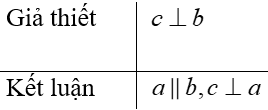 Giả thiết c ⊥ b
Kết luận a || b, c ⊥ a